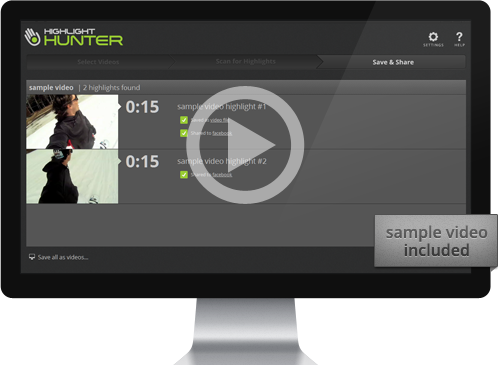 HIGHLIGHT
HUNTER
SETTINGS
HELP
Select Videos
Scan for Highlights
Save & Share
sample video | 2 highlights found
0:15
sample video highlight #1
Saved as video file
Shared to facebook
0:15
sample video highlight #2
Shared to facebook
sample video
included
Save all as videos...